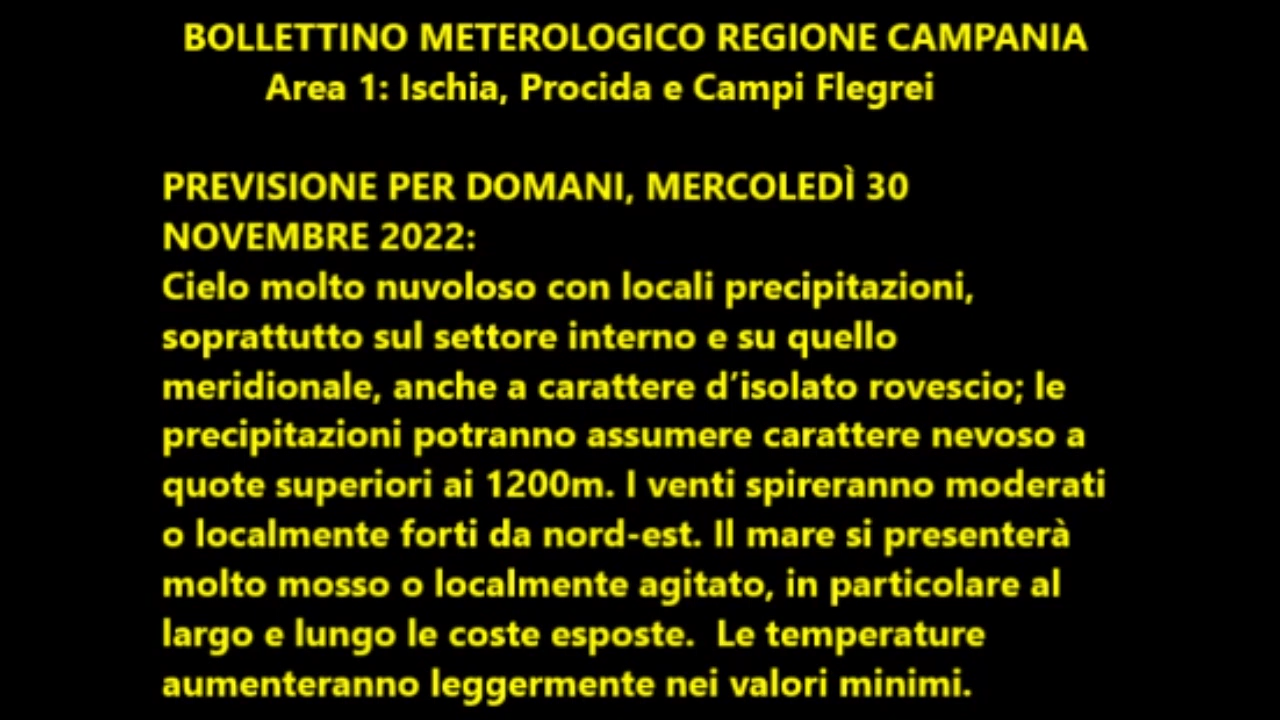 BOLLETTINO METEROLOGICO REGIONE CAMPANIA
Area 1: Ischia, Procida e Campi Flegrei
PREVISIONE PER DOMANI, MERCOLEDÌ 30
NOVEMBRE 2022:
Cielo molto nuvoloso con locali precipitazioni,
soprattutto sul settore interno e su quello
meridionale, anche a carattere d’isolato rovescio; le
precipitazioni potranno assumere carattere nevoso a
quote superiori ai 1200m. I venti spireranno moderati
o localmente forti da nord-est. Il mare si presenterà
molto mosso o localmente agitato, in particolare al
largo e lungo le coste esposte.  Le temperature
aumenteranno leggermente nei valori minimi.